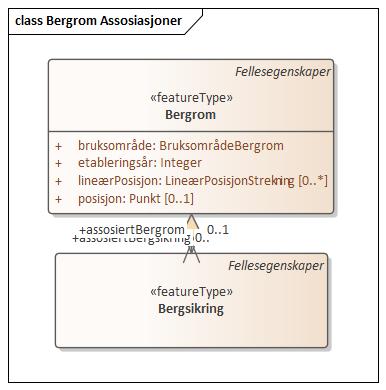 class Bergrom Assosiasjoner
Fellesegenskaper
«featureType»
Bergrom
+ bruksområde: BruksområdeBergrom
+ etableringsår: Integer
+ lineærPosisjon: LineærPosisjonStrekning [0..*]
+ posisjon: Punkt [0..1]
+assosiertBergrom 0..1
+assosiertBergsikring 0..
Fellesegenskaper
«featureType»
Bergsikring